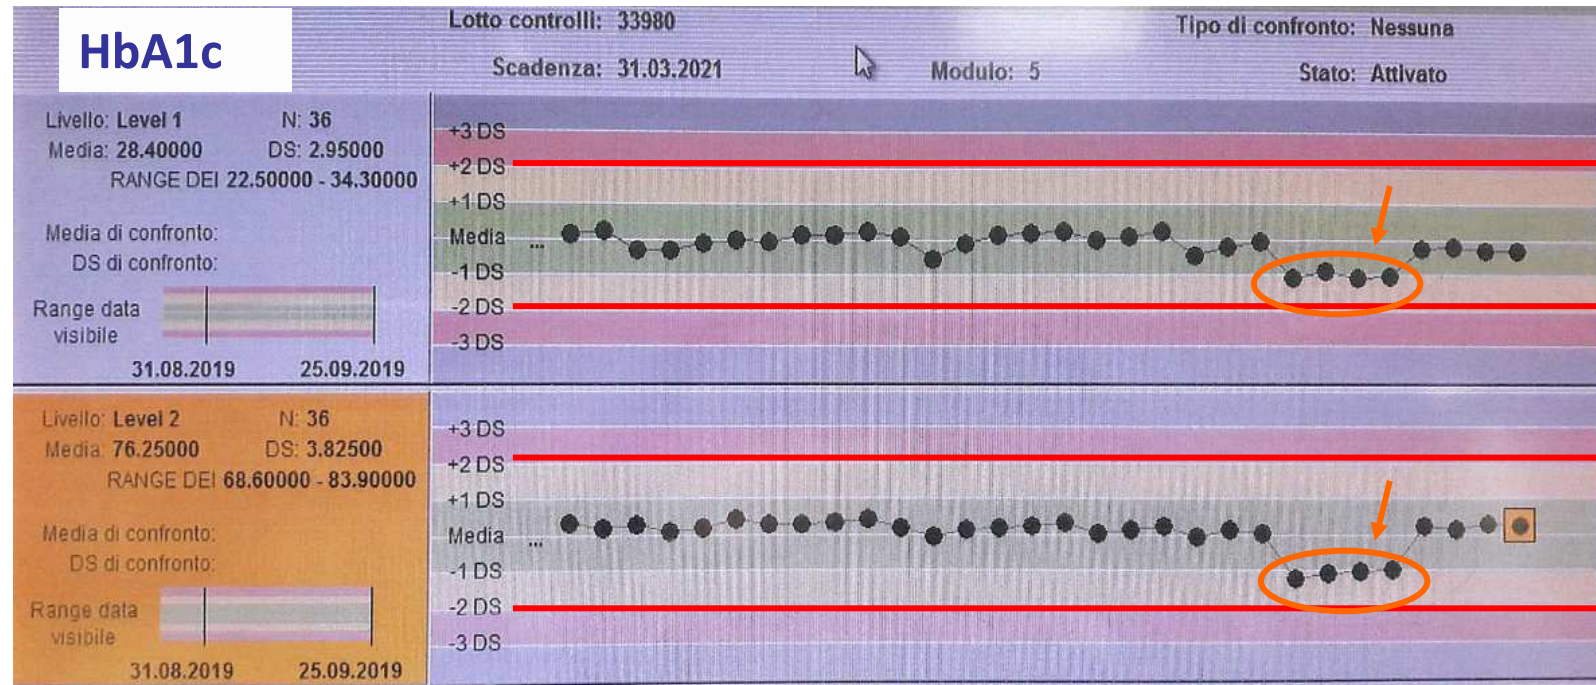 HbA1c
Lotto controlli: 33980
Tipo di confronto: Nessuna
Scadenza: 31.03.2021
Modulo: 5
Stato: Attivato
Livello: Level 1 N: 36
Media: 28.40000 DS: 2.95000
RANGE DEI 22.50000 - 34.30000
Media di confronto:
DS di confronto:
Range data
visibile
31.08.2019 25.09.2019
+3 DS
+2 DS
+1 DS
Media ...
-1 DS
-2 DS
-3 DS
Livello: Level 2 N: 36
Media: 76.25000 DS: 3.82500
RANGE DEI 68.60000 - 83.90000
Media di confronto:
DS di confronto:
Range data
visibile
31.08.2019 25.09.2019
+3 DS
+2 DS
+1 DS
Media ...
-1 DS
-2 DS
-3 DS